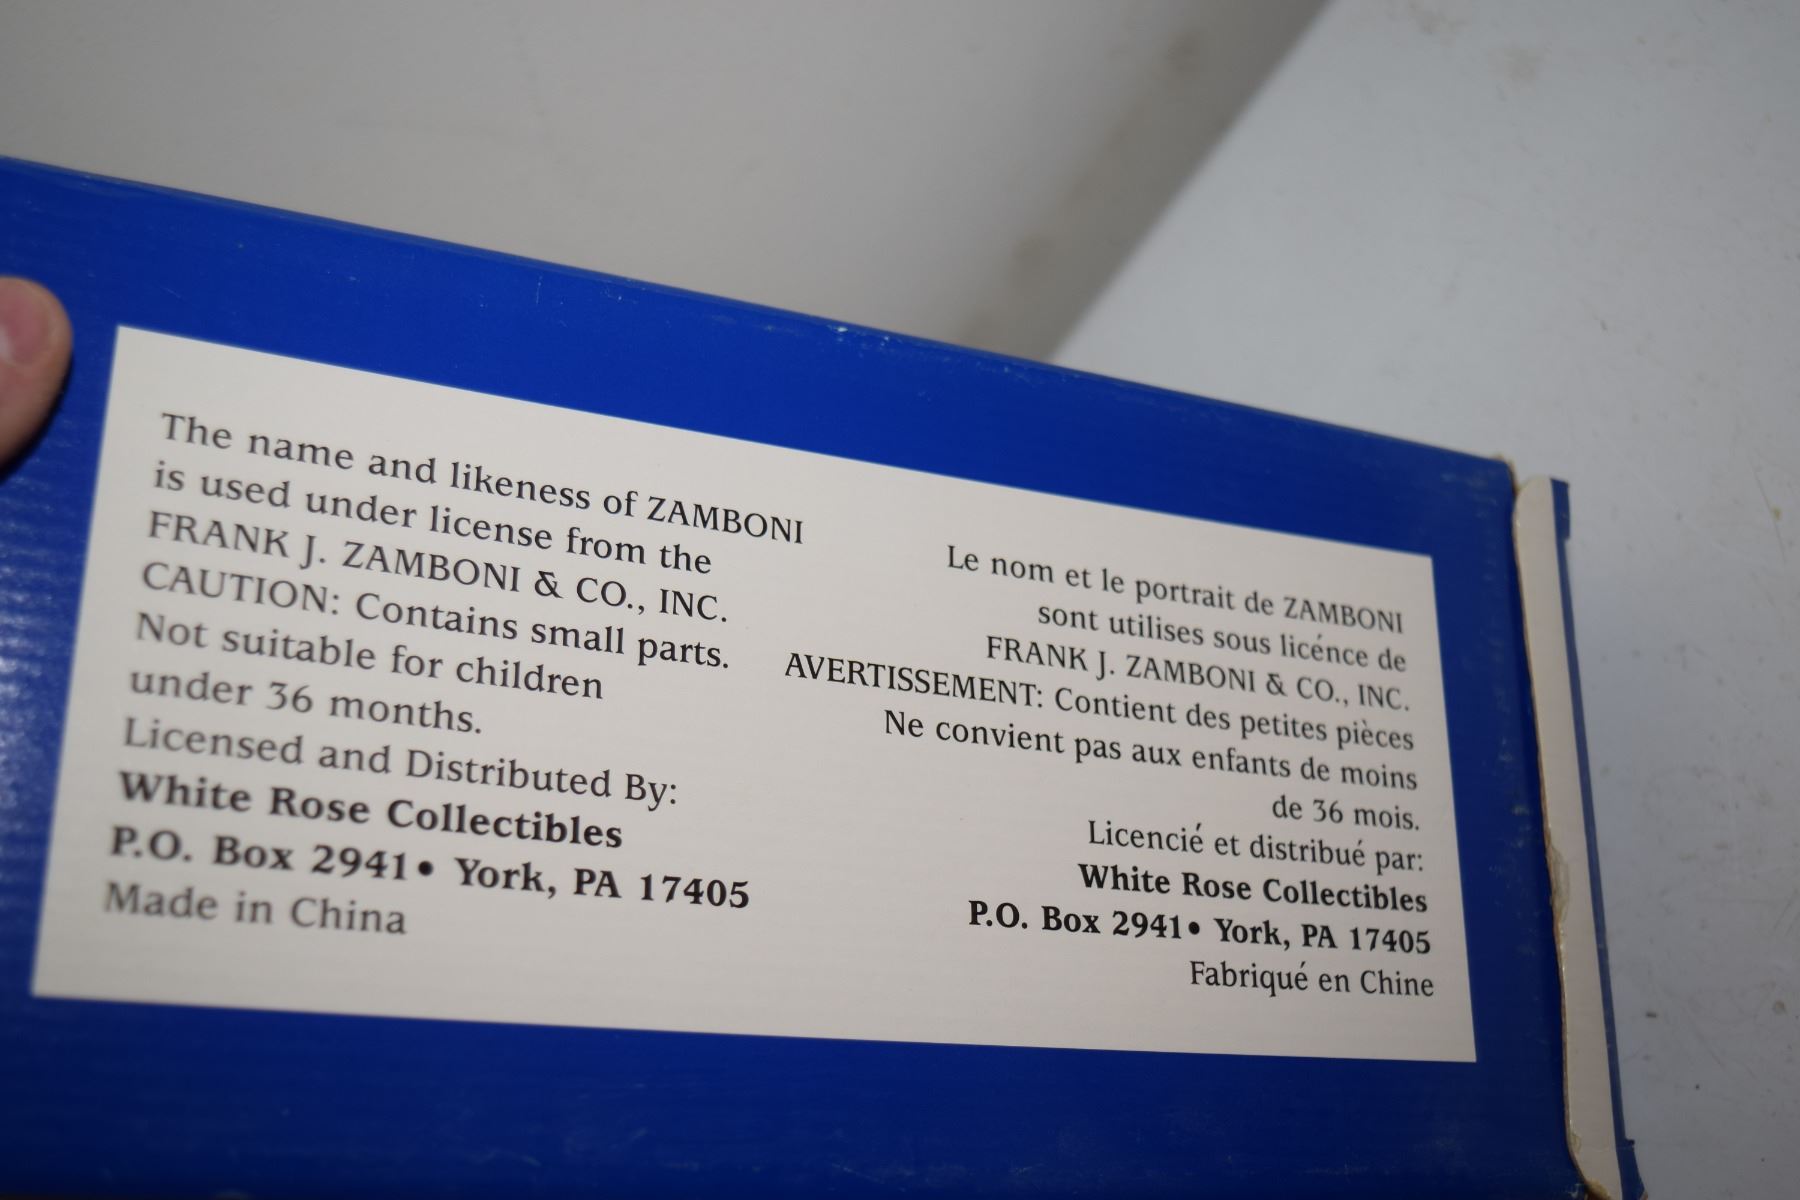 The name and likeness of ZAMBONI
is used under license from the
FRANK J. ZAMBONI & CO., INC.
CAUTION: Contains small parts.
Not suitable for children
under 36 months.
Licensed and Distributed By:
White Rose Collectibles
P.O. Box 2941• York, PA 17405
Made in China
Le nom et le portrait de ZAMBONI
sont utilises sous licénce de
FRANK J. ZAMBONI & CO., INC.
AVERTISSEMENT: Contient des petites pièces
Ne convient pas aux enfants de moins
de 36 mois.
Licencié et distribué par:
White Rose Collectibles
P.O. Box 2941• York, PA 17405
Fabriqué en Chine